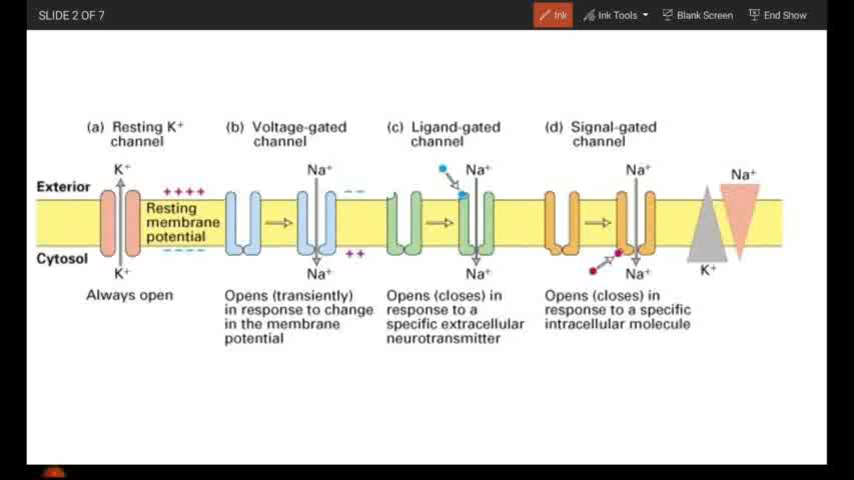 SLIDE 2 OF 7
Ink
Ink Tools
Blank Screen
End Show
(a) Resting K⁺
channel
(b) Voltage-gated
channel
(c) Ligand-gated
channel
(d) Signal-gated
channel
K⁺
Na⁺
Na⁺
Na⁺
Na⁺
Exterior
++++
– –
Resting
membrane
potential
– – – –
++
Cytosol
K⁺
Na⁺
Na⁺
Na⁺
K⁺
Always open
Opens (transiently)
in response to change
in the membrane
potential
Opens (closes) in
response to a
specific extracellular
neurotransmitter
Opens (closes) in
response to a specific
intracellular molecule